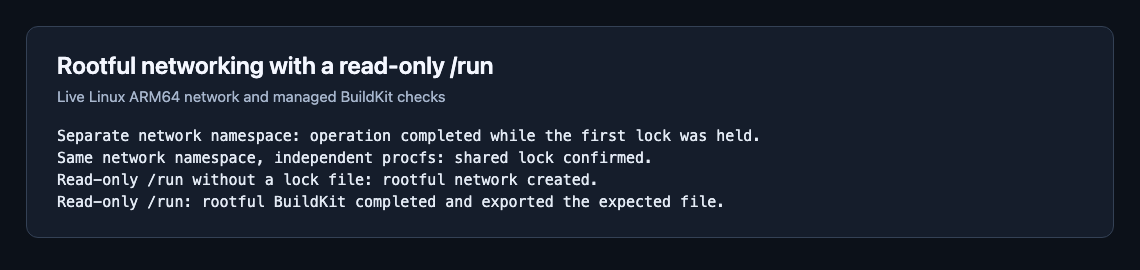 Rootful networking with a read-only /run
Live Linux ARM64 network and managed BuildKit checks
Separate network namespace: operation completed while the first lock was held.
Same network namespace, independent procfs: shared lock confirmed.
Read-only /run without a lock file: rootful network created.
Read-only /run: rootful BuildKit completed and exported the expected file.